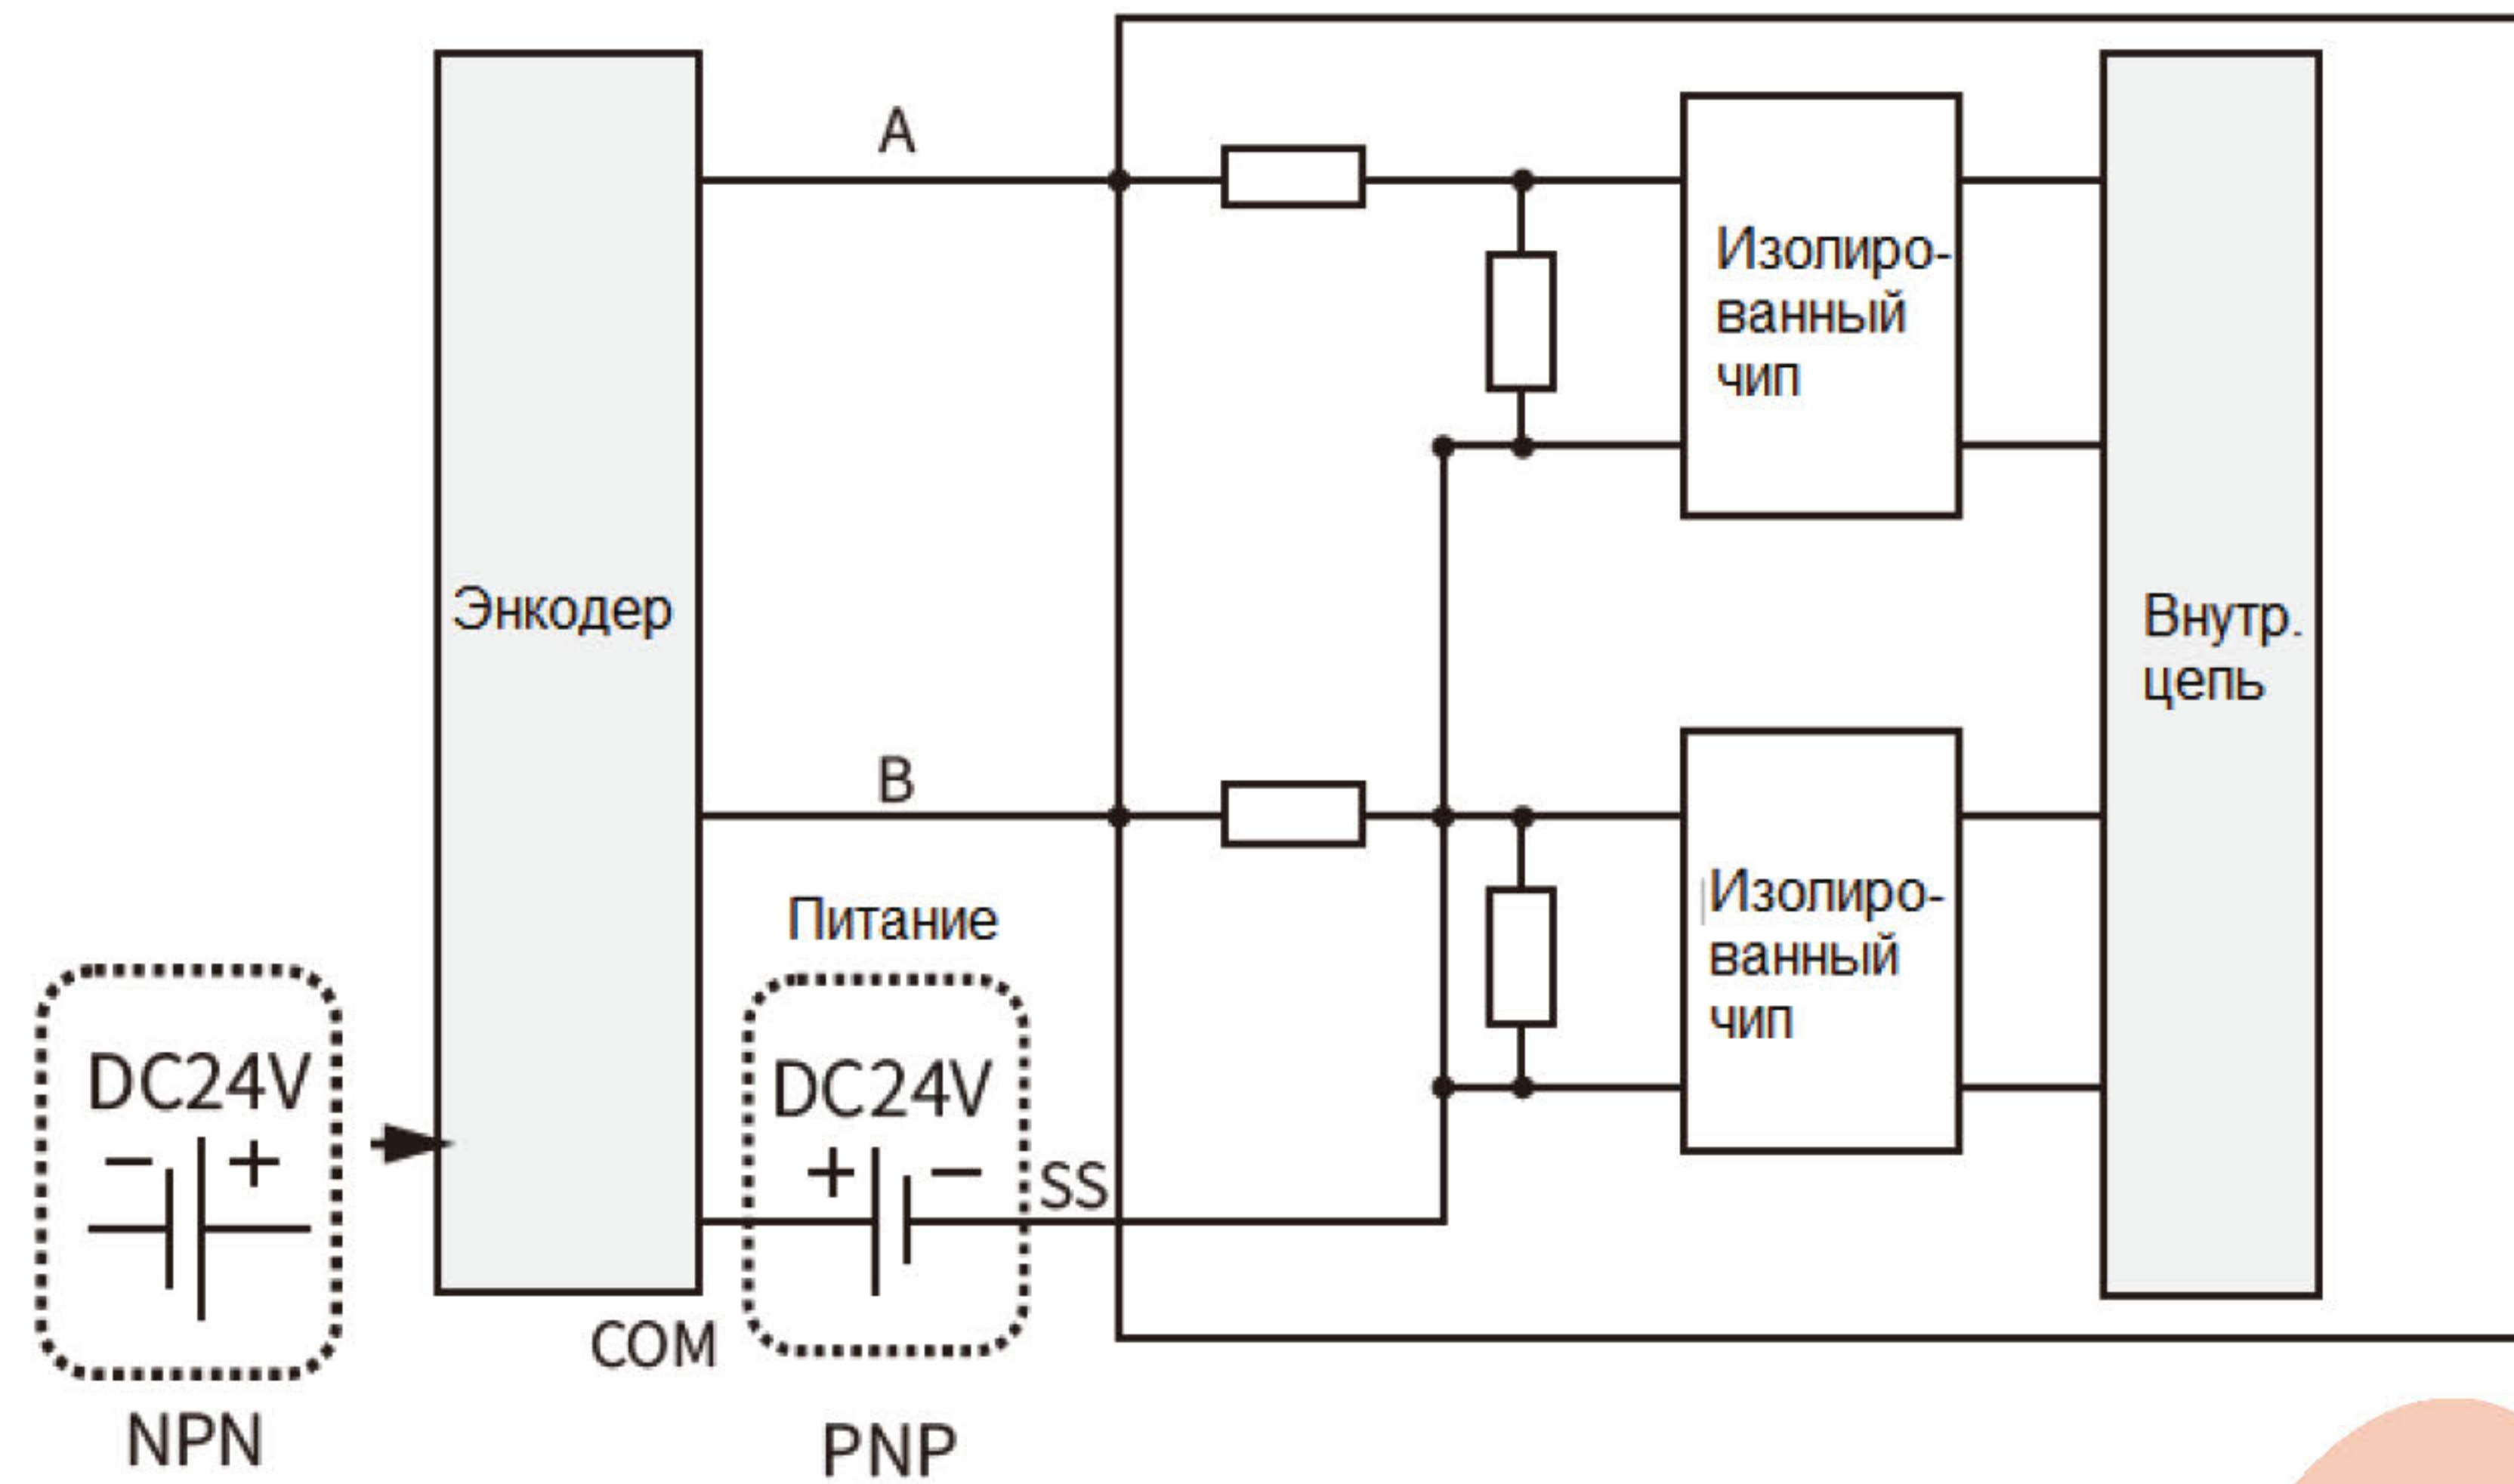 A
Изолиро-
ванный
чип
Энкодер
Внутр.
цепь
B
Питание
Изолиро-
ванный
чип
DC24V
− +
DC24V
+ −
SS
COM
NPN
PNP